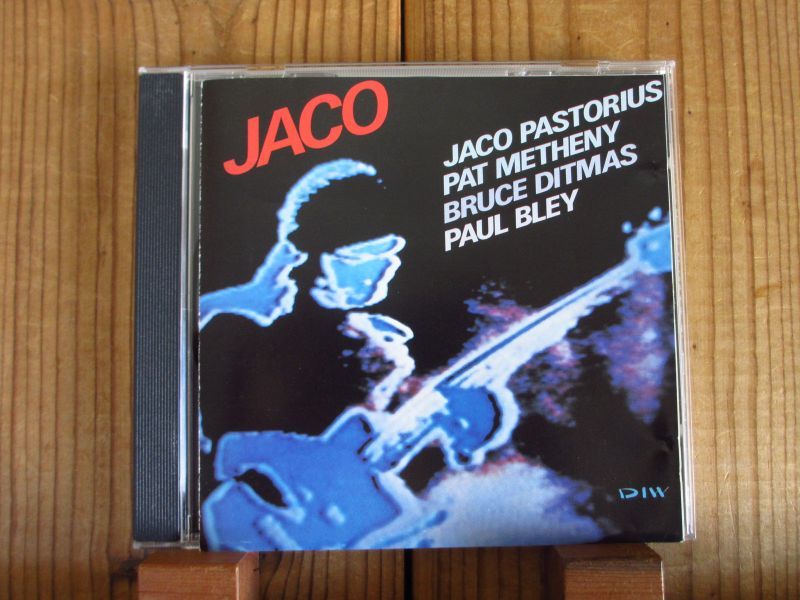 JACO
JACO PASTORIUS
PAT METHENY
BRUCE DITMAS
PAUL BLEY
DIW